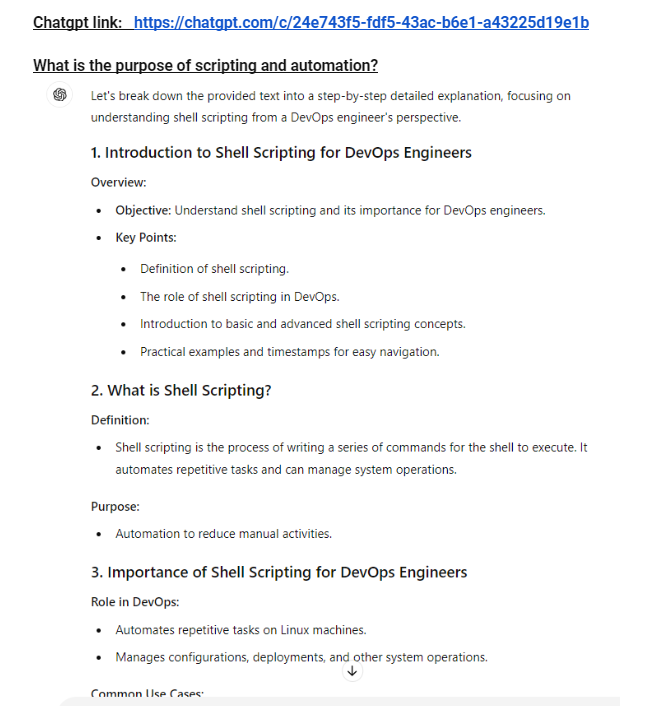 Chatgpt link: https://chatgpt.com/c/24e743f5-fdf5-43ac-b6e1-a43225d19e1b
What is the purpose of scripting and automation?
Let's break down the provided text into a step-by-step detailed explanation, focusing on
understanding shell scripting from a DevOps engineer's perspective.
1. Introduction to Shell Scripting for DevOps Engineers
Overview:
• Objective: Understand shell scripting and its importance for DevOps engineers.
• Key Points:
• Definition of shell scripting.
• The role of shell scripting in DevOps.
• Introduction to basic and advanced shell scripting concepts.
• Practical examples and timestamps for easy navigation.
2. What is Shell Scripting?
Definition:
• Shell scripting is the process of writing a series of commands for the shell to execute. It
automates repetitive tasks and can manage system operations.
Purpose:
• Automation to reduce manual activities.
3. Importance of Shell Scripting for DevOps Engineers
Role in DevOps:
• Automates repetitive tasks on Linux machines.
• Manages configurations, deployments, and other system operations.
Common Use Cases: